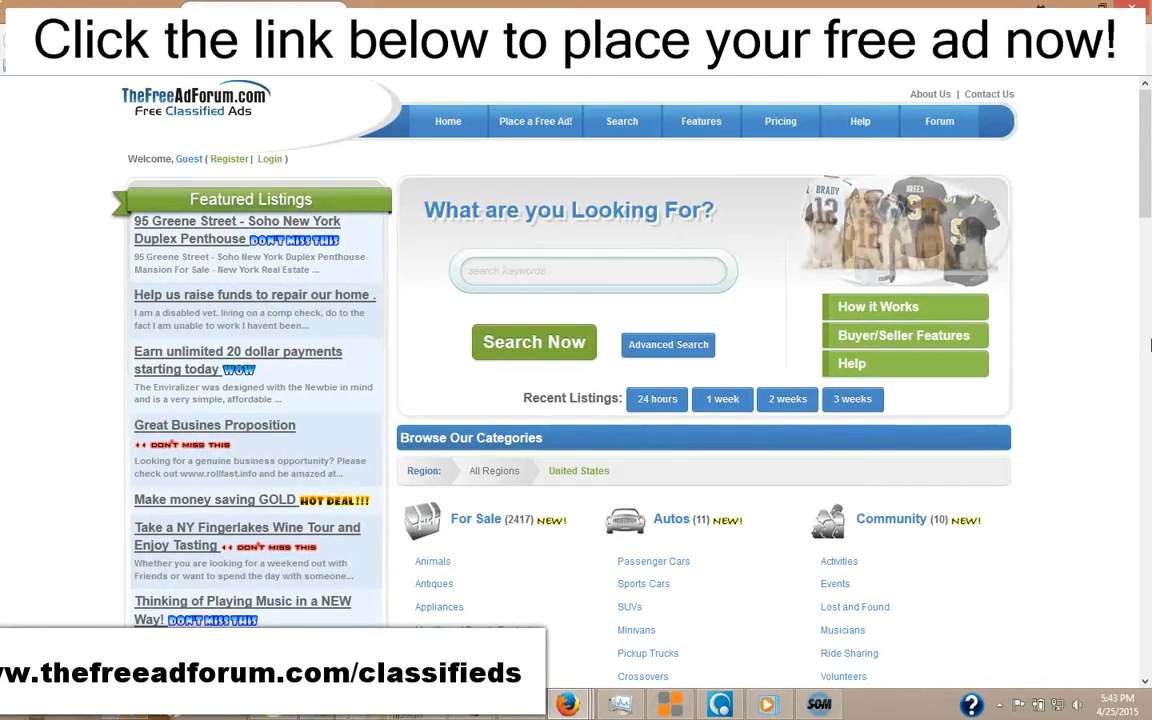 Click the link below to place your free ad now!
TheFreeAdForum.com
Free Classified Ads
About Us | Contact Us
Home Place a Free Ad! Search Features Pricing Help Forum
Welcome, Guest ( Register | Login )
Featured Listings
95 Greene Street - Soho New York
Duplex Penthouse DON'T MISS THIS
95 Greene Street - Soho New York Duplex Penthouse
Mansion For Sale - New York Real Estate ...
Help us raise funds to repair our home .
I am a disabled vet. living on a comp check, do to the
fact I am unable to work I havent been...
Earn unlimited 20 dollar payments
starting today WOW
The Enviralizer was designed with the Newbie in mind
and is a very simple, affordable ...
Great Busines Proposition
DON'T MISS THIS
Looking for a genuine business opportunity? Please
check out www.rollfast.info and be amazed at...
Make money saving GOLD HOT DEAL!!!
Take a NY Fingerlakes Wine Tour and
Enjoy Tasting DON'T MISS THIS
Whether you are looking for a weekend out with
Friends or want to spend the day with someone...
Thinking of Playing Music in a NEW
Way! DON'T MISS THIS
What are you Looking For?
search keywords
Search Now
Advanced Search
BRADY
12
BREES
9
How it Works
Buyer/Seller Features
Help
Recent Listings: 24 hours 1 week 2 weeks 3 weeks
Browse Our Categories
Region: All Regions United States
For Sale (2417) NEW!
Animals
Antiques
Appliances
Autos (11) NEW!
Passenger Cars
Sports Cars
SUVs
Minivans
Pickup Trucks
Crossovers
Community (10) NEW!
Activities
Events
Lost and Found
Musicians
Ride Sharing
Volunteers
w.thefreeadforum.com/classifieds
SOM
5:43 PM
4/25/2015